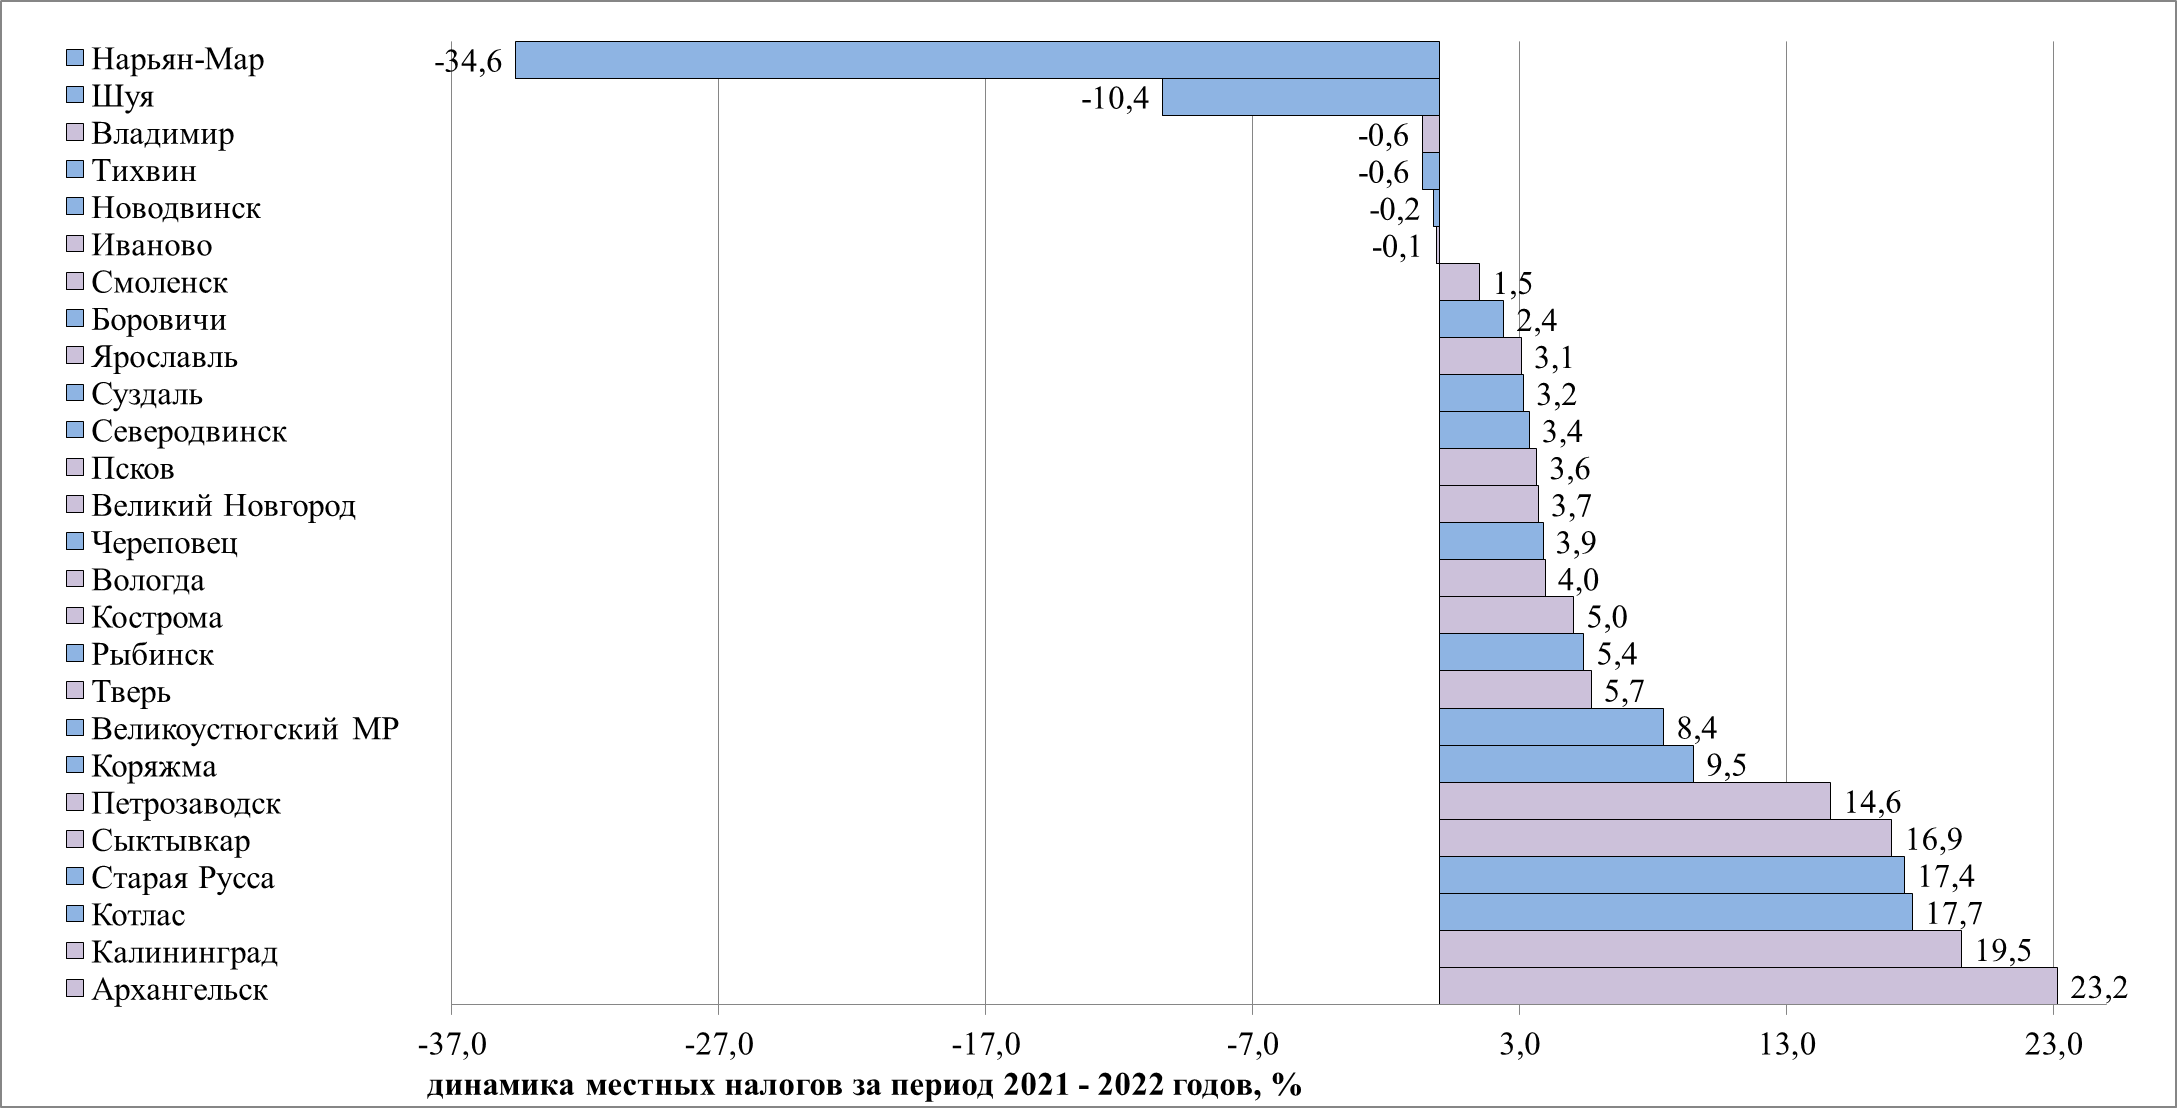 Нарьян-Мар -34,6
Шуя -10,4
Владимир -0,6
Тихвин -0,6
Новодвинск -0,2
Иваново -0,1
Смоленск 1,5
Боровичи 2,4
Ярославль 3,1
Суздаль 3,2
Северодвинск 3,4
Псков 3,6
Великий Новгород 3,7
Череповец 3,9
Вологда 4,0
Кострома 5,0
Рыбинск 5,4
Тверь 5,7
Великоустюгский МР 8,4
Коряжма 9,5
Петрозаводск 14,6
Сыктывкар 16,9
Старая Русса 17,4
Котлас 17,7
Калининград 19,5
Архангельск 23,2
-37,0 -27,0 -17,0 -7,0 3,0 13,0 23,0
динамика местных налогов за период 2021 - 2022 годов, %